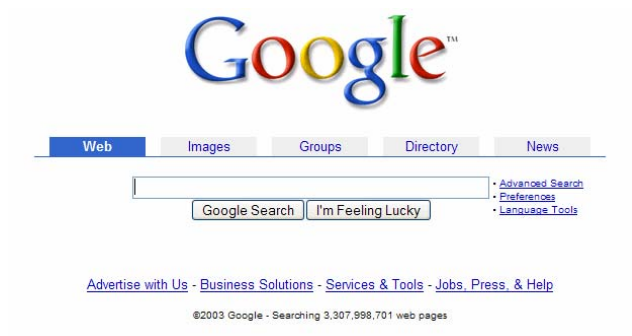 Google™
Web Images Groups Directory News
• Advanced Search
• Preferences
• Language Tools
Google Search I'm Feeling Lucky
Advertise with Us - Business Solutions - Services & Tools - Jobs, Press, & Help
©2003 Google - Searching 3,307,998,701 web pages